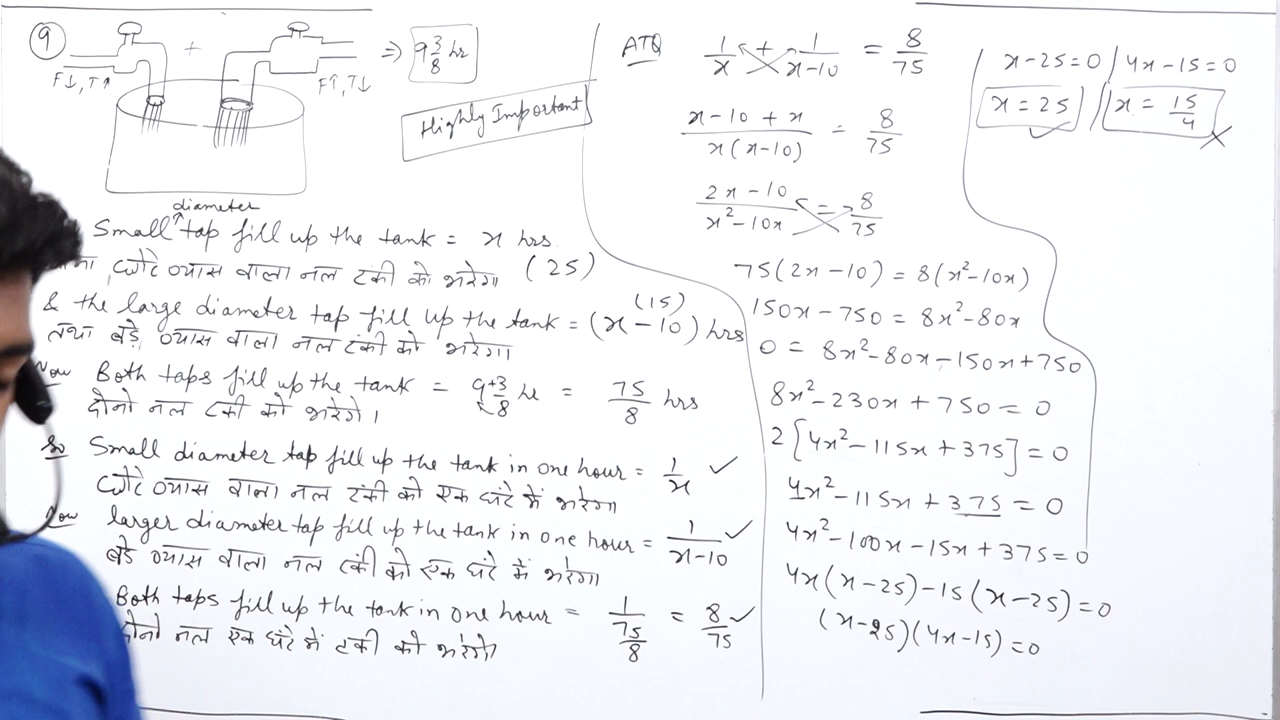 9
+
⇒ 9 3/8 hr
F↓, T↑
F↑, T↓
Highly Important
diameter
Small tap fill up the tank = x hrs
छोटे व्यास वाला नल टंकी को भरेगा (25)
& the large diameter tap fill up the tank = (x-10) hrs
(15)
तथा बड़े व्यास वाला नल टंकी को भरेगा।
Now Both taps fill up the tank = 9+3/8 hr = 75/8 hrs
दोनो नल टंकी को भरेंगे।
So Small diameter tap fill up the tank in one hour = 1/x ✓
छोटे व्यास वाला नल टंकी को एक घंटे में भरेगा
Now larger diameter tap fill up the tank in one hour = 1/(x-10) ✓
बड़े व्यास वाला नल टंकी को एक घंटे में भरेगा
Both taps fill up the tank in one hour = 1/(75/8) = 8/75 ✓
दोनो नल एक घंटे में टंकी को भरेंगे
ATQ 1/x + 1/(x-10) = 8/75
(x-10+x)/(x(x-10)) = 8/75
(2x-10)/(x²-10x) = 8/75
75(2x-10) = 8(x²-10x)
150x-750 = 8x²-80x
0 = 8x²-80x-150x+750
8x²-230x+750=0
2[4x²-115x+375]=0
4x²-115x+375=0
4x²-100x-15x+375=0
4x(x-25)-15(x-25)=0
(x-25)(4x-15)=0
x-25=0 / 4x-15=0
x=25 ✓ // x=15/4 ✗